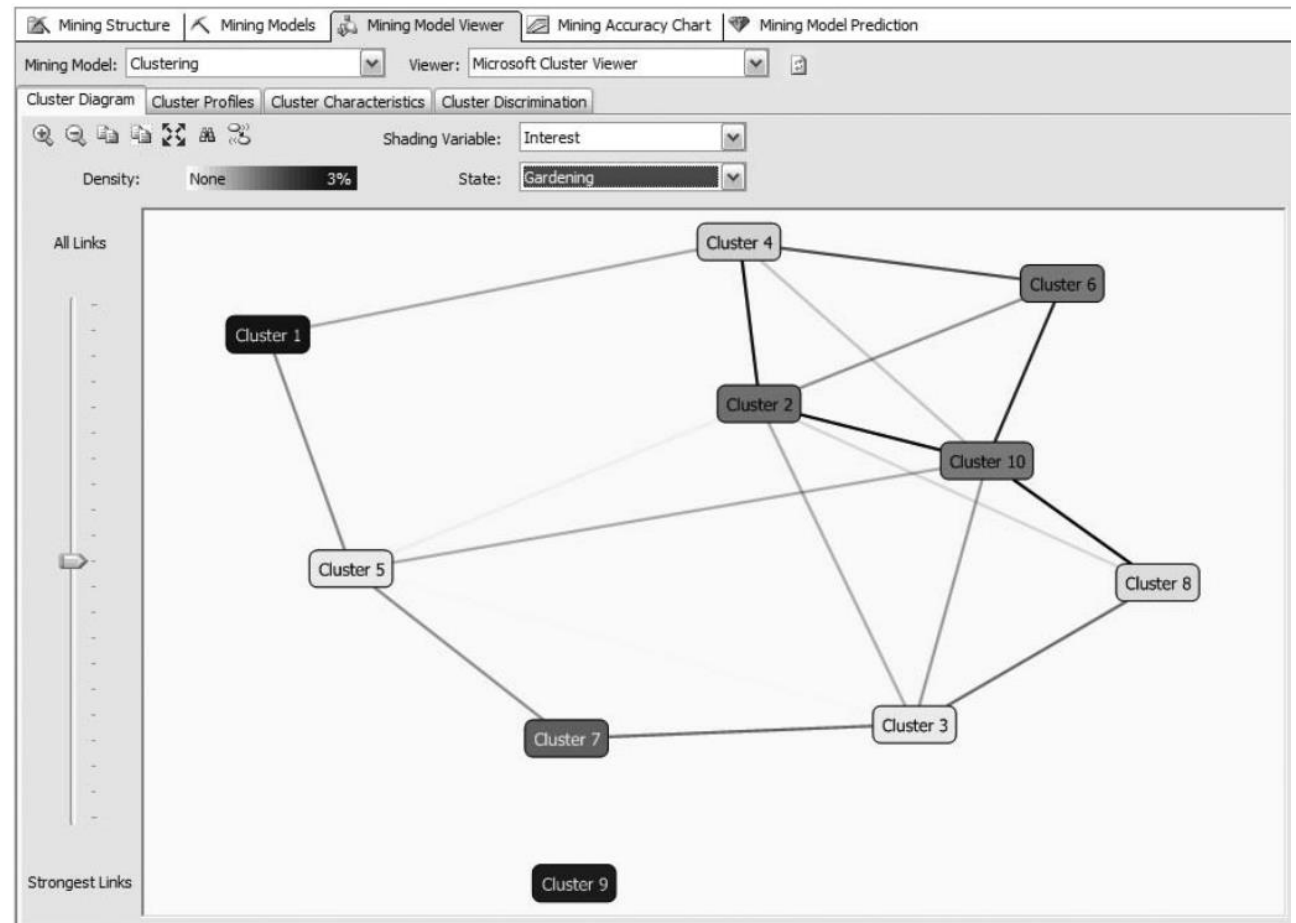 Mining Structure Mining Models Mining Model Viewer Mining Accuracy Chart Mining Model Prediction
Mining Model: Clustering Viewer: Microsoft Cluster Viewer
Cluster Diagram Cluster Profiles Cluster Characteristics Cluster Discrimination
Shading Variable: Interest
Density: None 3% State: Gardening
All Links
Cluster 4
Cluster 6
Cluster 1
Cluster 2
Cluster 10
Cluster 5
Cluster 8
Cluster 3
Cluster 7
Strongest Links
Cluster 9